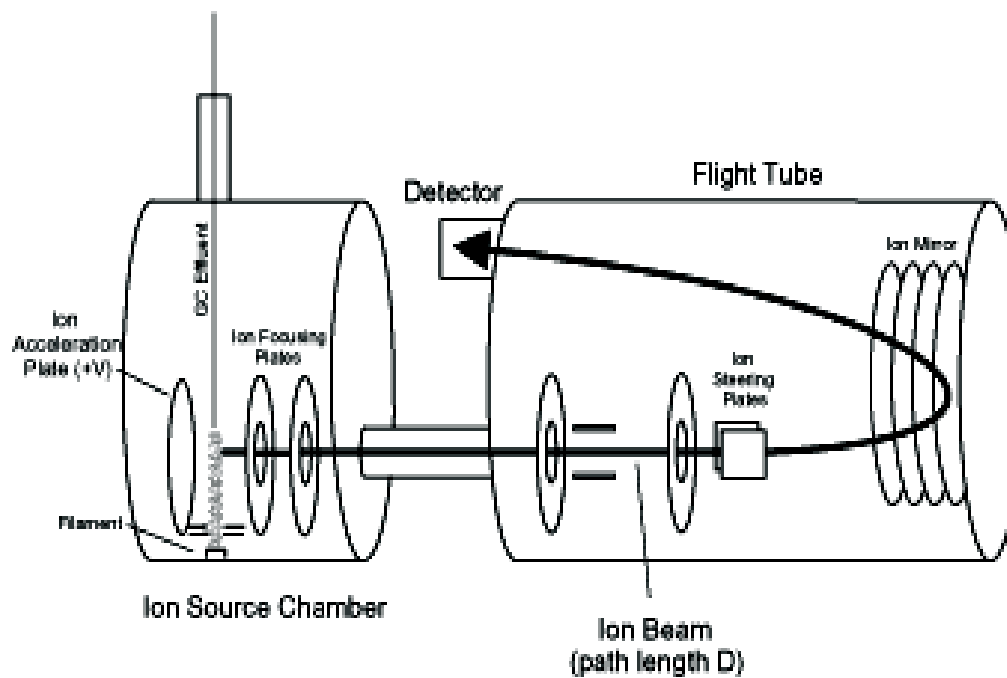 Flight Tube
Detector
GC Effluent
Ion Mirror
Ion
Acceleration
Plate (+V)
Ion Focusing
Plates
Ion
Steering
Plates
Filament
Ion Source Chamber
Ion Beam
(path length D)